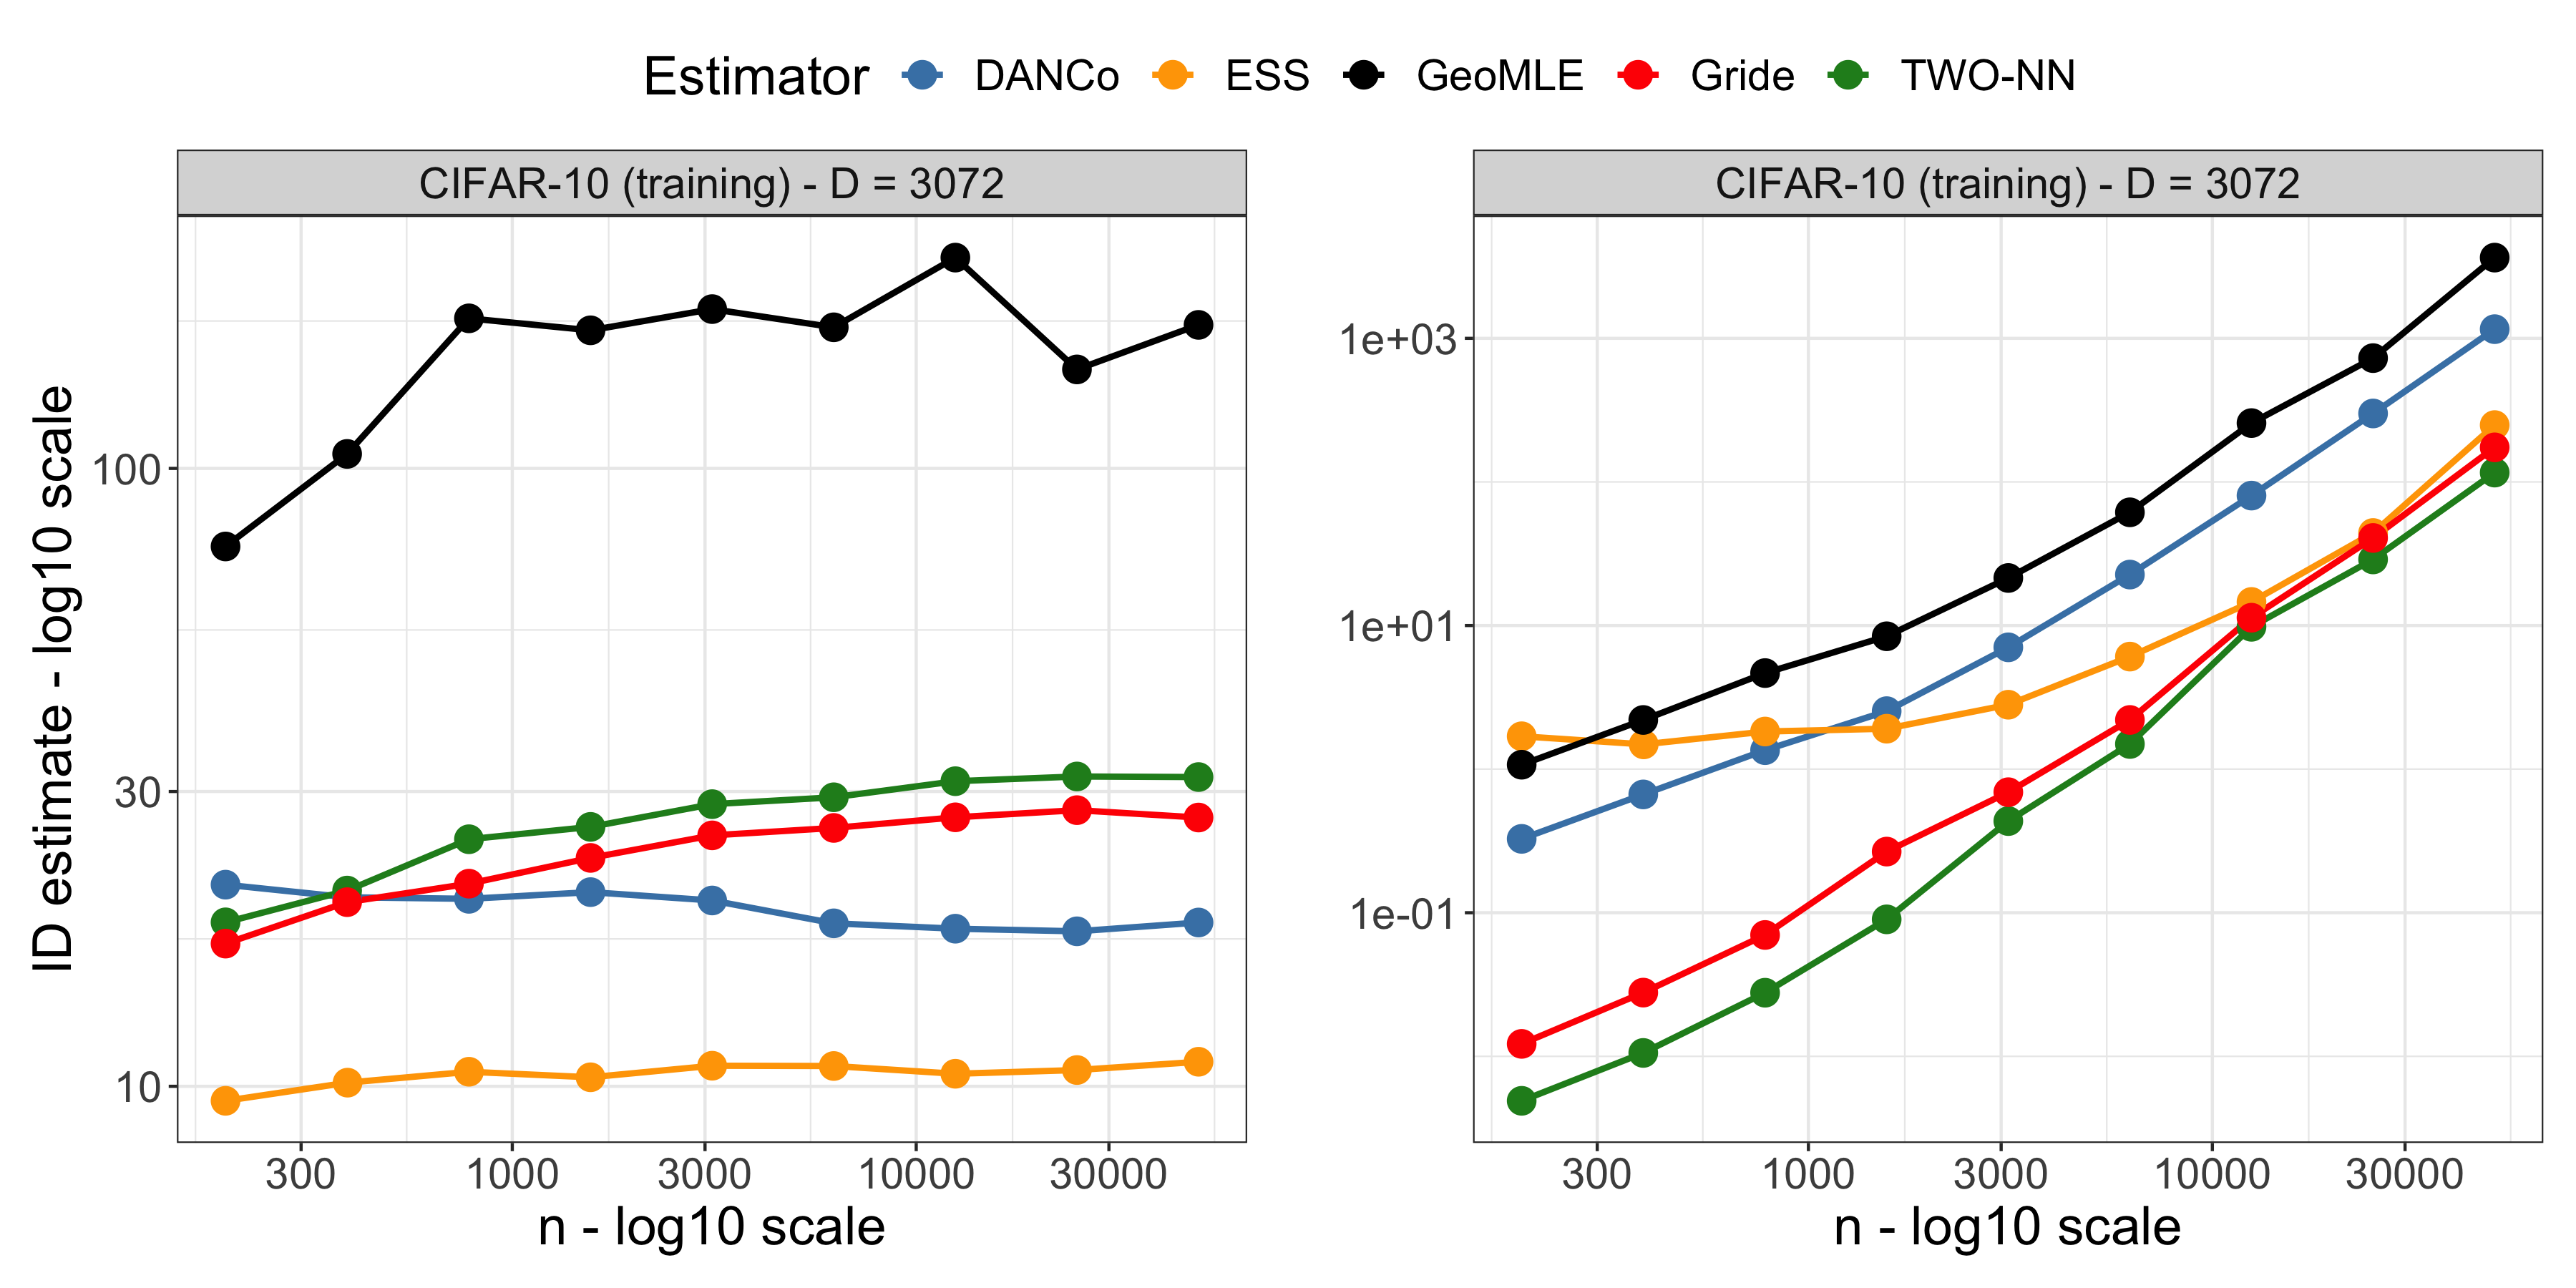 Estimator DANCo ESS GeoMLE Gride TWO-NN
CIFAR-10 (training) - D = 3072
ID estimate - log10 scale
100
30
10
300 1000 3000 10000 30000
n - log10 scale
CIFAR-10 (training) - D = 3072
1e+03
1e+01
1e-01
300 1000 3000 10000 30000
n - log10 scale